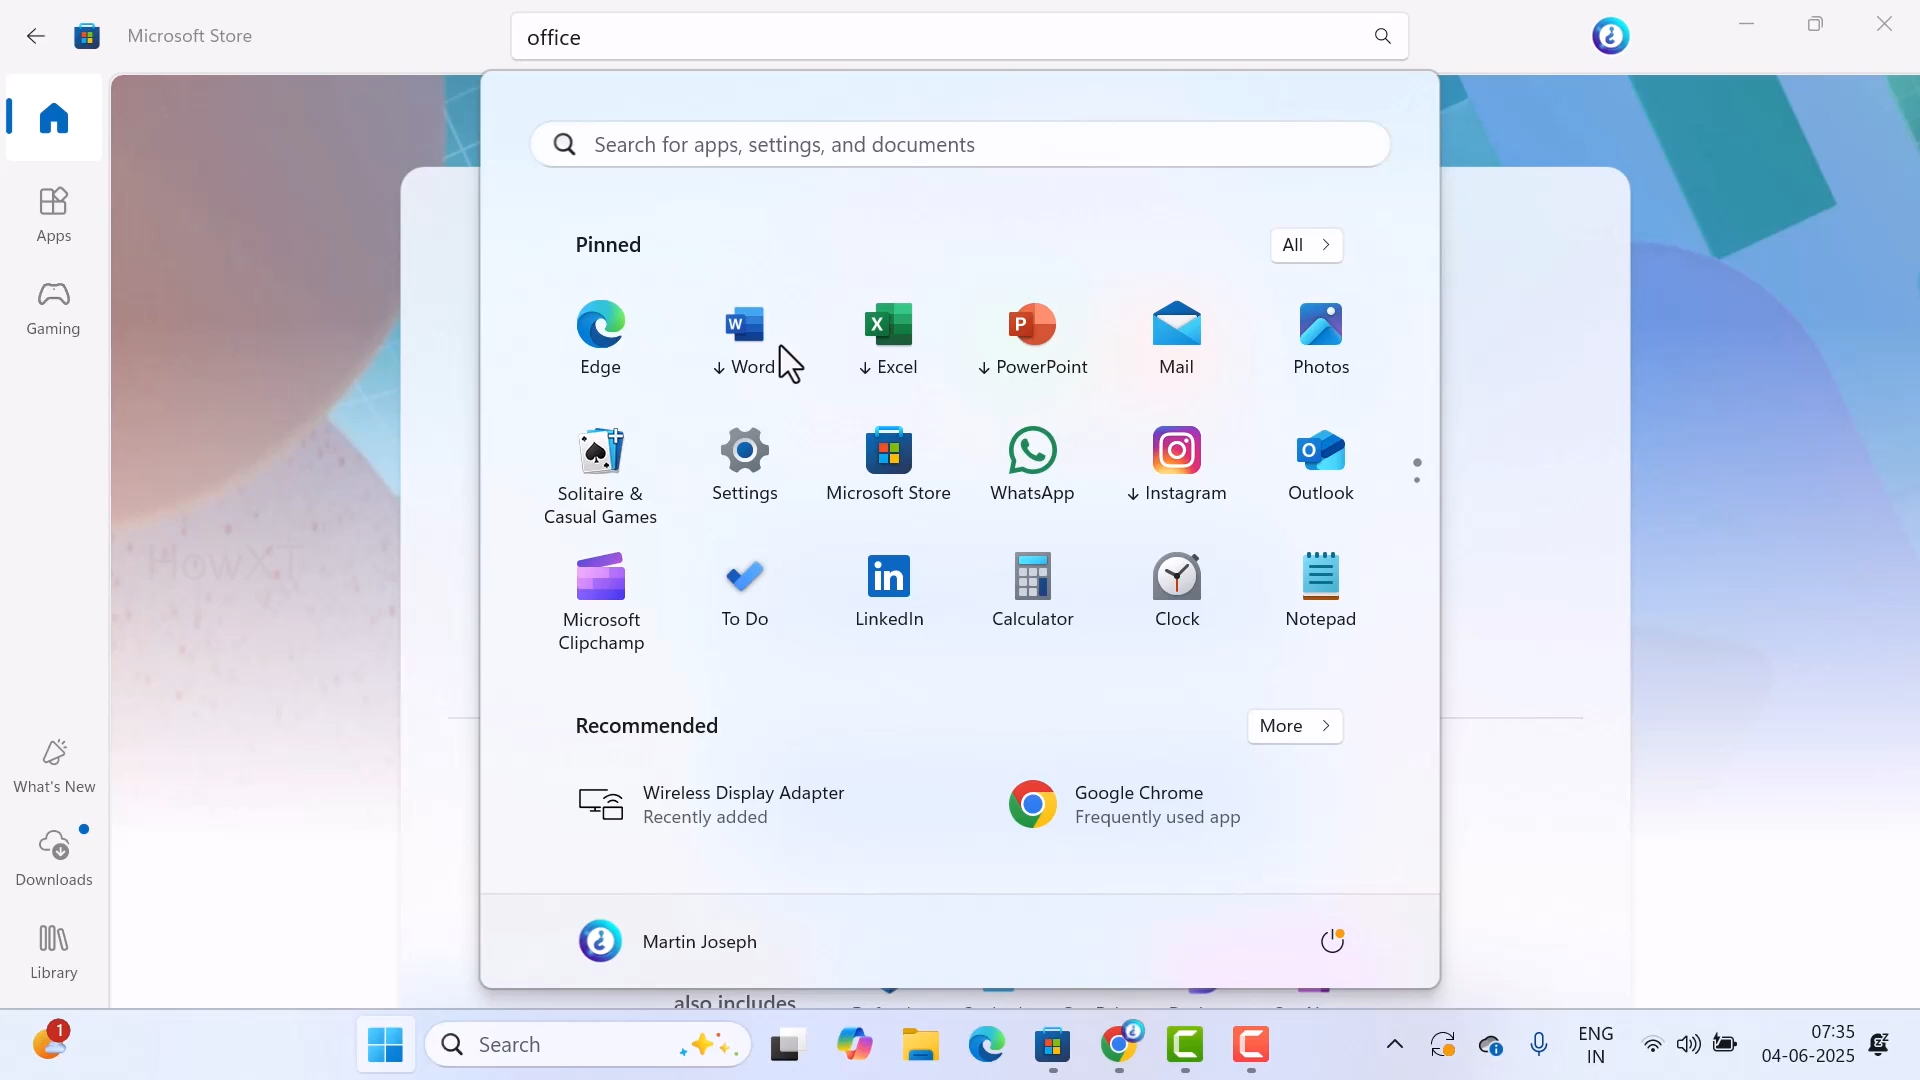 Microsoft Store
office
Apps
Gaming
What's New
Downloads
Library
HowXT
Search for apps, settings, and documents
Pinned
All
Edge
↓ Word
↓ Excel
↓ PowerPoint
Mail
Photos
Solitaire &
Casual Games
Settings
Microsoft Store
WhatsApp
↓ Instagram
Outlook
Microsoft
Clipchamp
To Do
LinkedIn
Calculator
Clock
Notepad
Recommended
More
Wireless Display Adapter
Recently added
Google Chrome
Frequently used app
Martin Joseph
also includes
1
Search
ENG
IN
07:35
04-06-2025